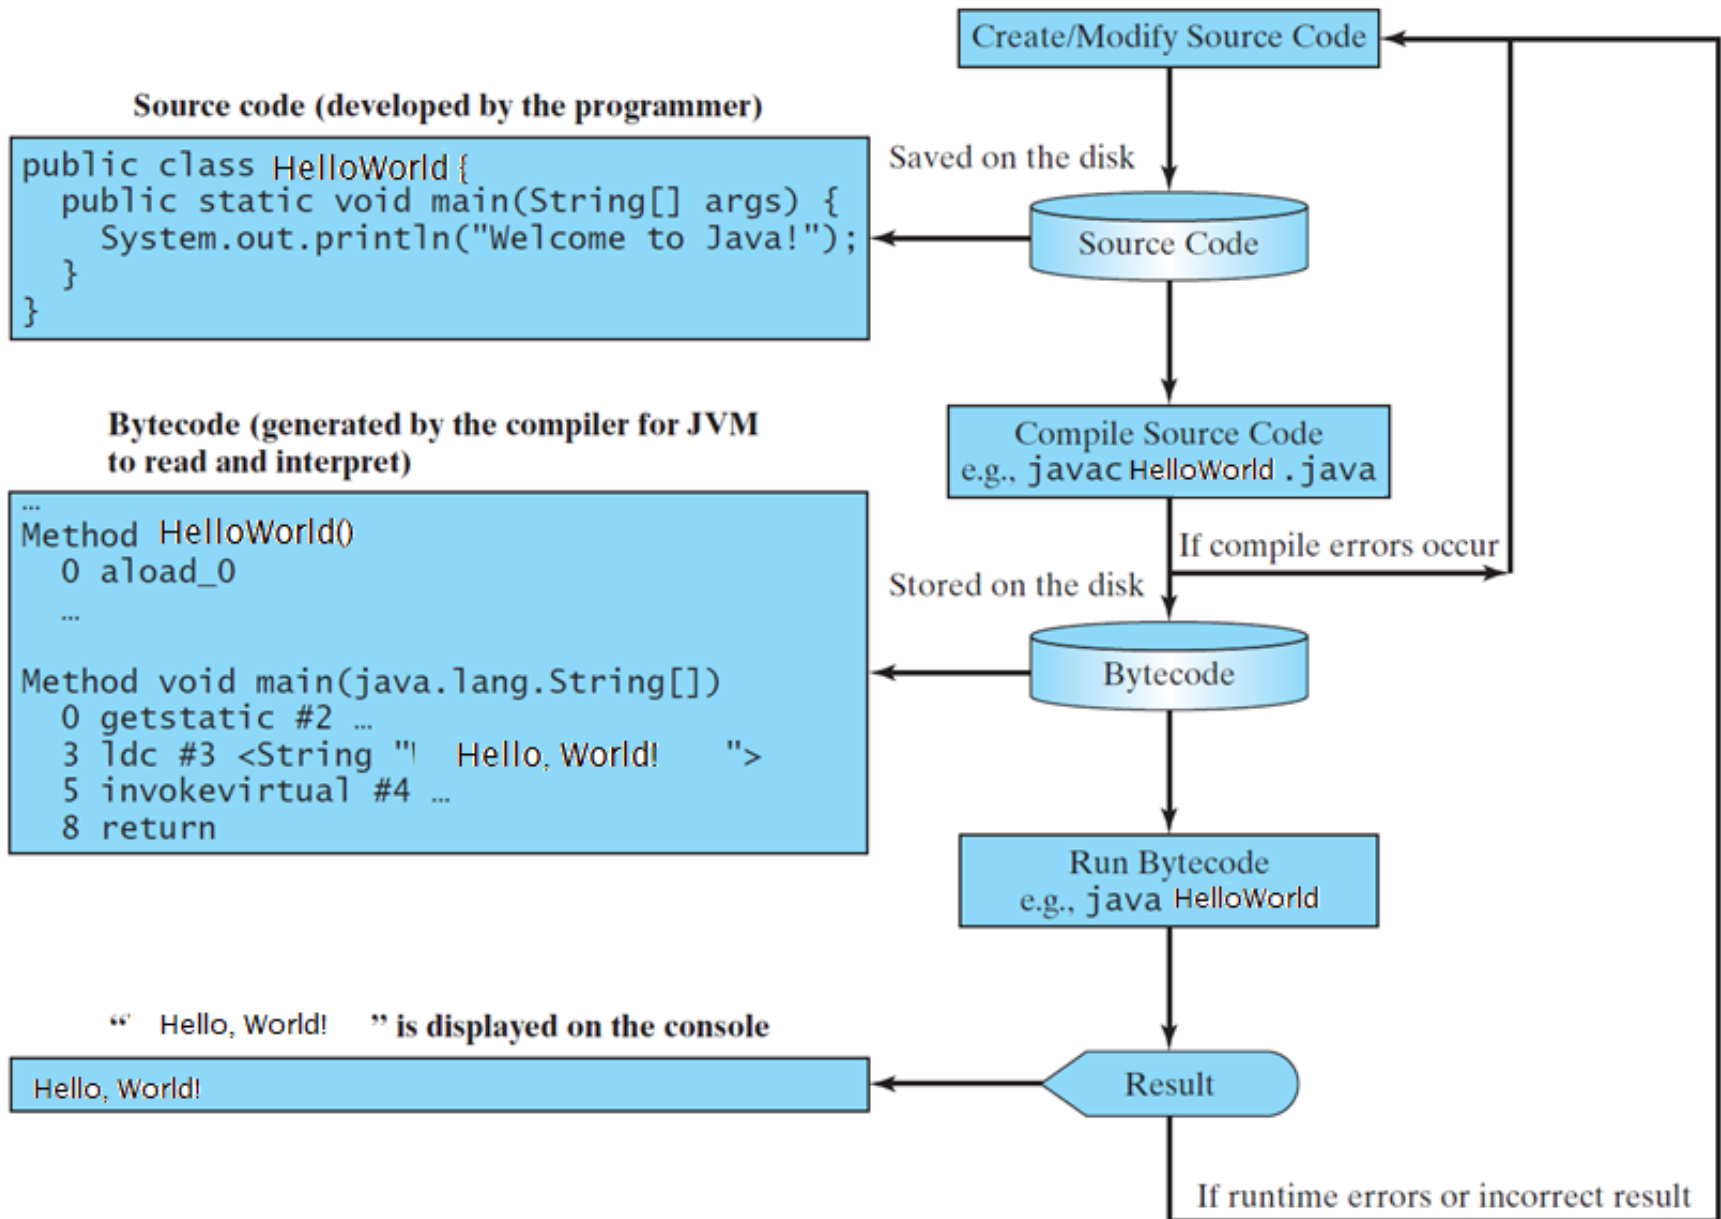 Create/Modify Source Code
Source code (developed by the programmer)
public class HelloWorld {
public static void main(String[] args) {
System.out.println("Welcome to Java!");
}
}
Saved on the disk
Source Code
Bytecode (generated by the compiler for JVM
to read and interpret)
Compile Source Code
e.g., javac HelloWorld .java
…
Method HelloWorld()
0 aload_0
…
Method void main(java.lang.String[])
0 getstatic #2 …
3 ldc #3 <String " Hello, World! ">
5 invokevirtual #4 …
8 return
If compile errors occur
Stored on the disk
Bytecode
Run Bytecode
e.g., java HelloWorld
“ Hello, World! ” is displayed on the console
Hello, World!
Result
If runtime errors or incorrect result